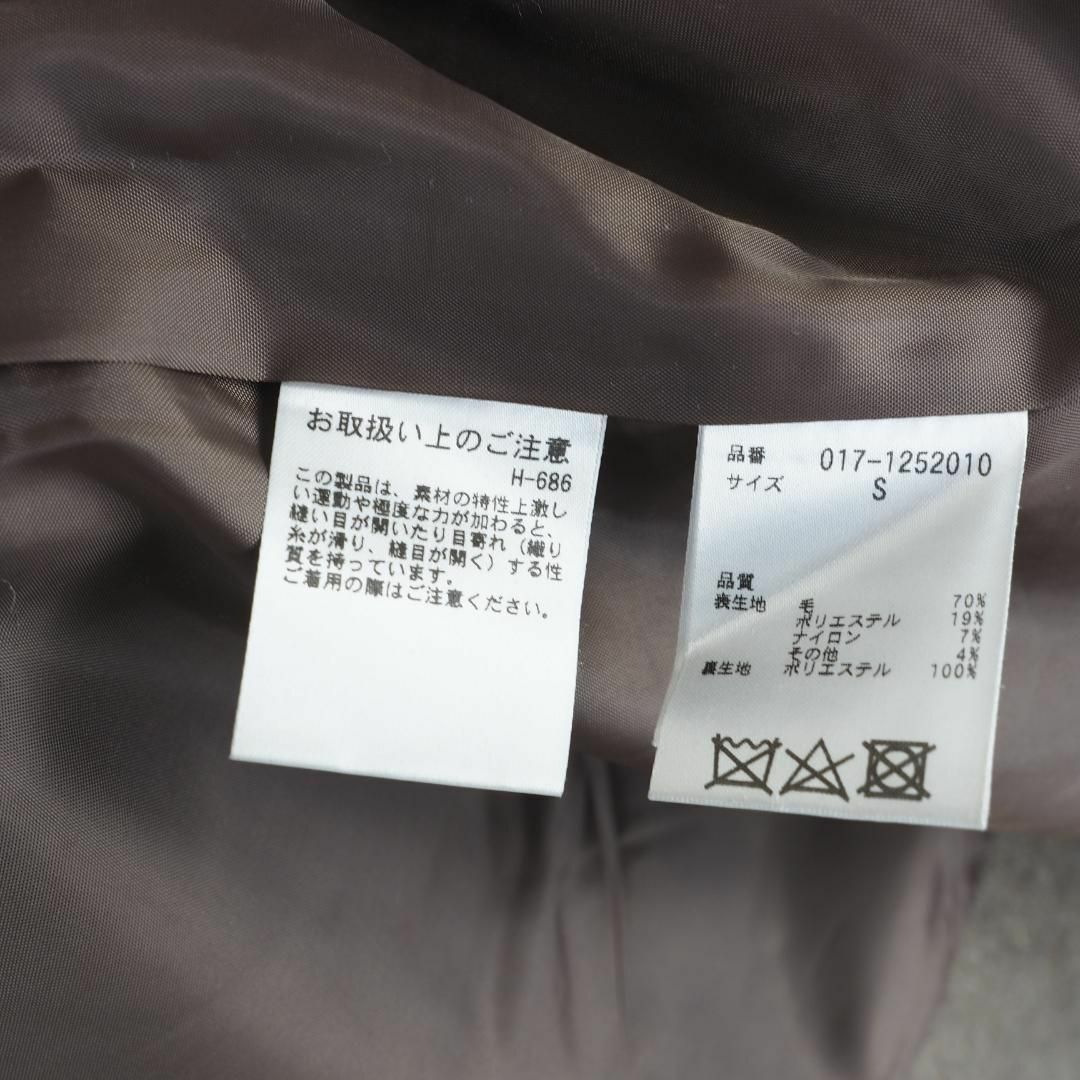 お取扱い上のご注意
H-686
この製品は、素材の特性上激し
い運動や極度な力が加わると、
縫い目が開いたり目寄れ（織り
糸が滑り、縫目が開く）する性
質を持っています。
ご着用の際はご注意ください。
品番 017-1252010
サイズ S
品質
表生地 毛 70%
ポリエステル 19%
ナイロン 7%
その他 4%
裏生地 ポリエステル 100%